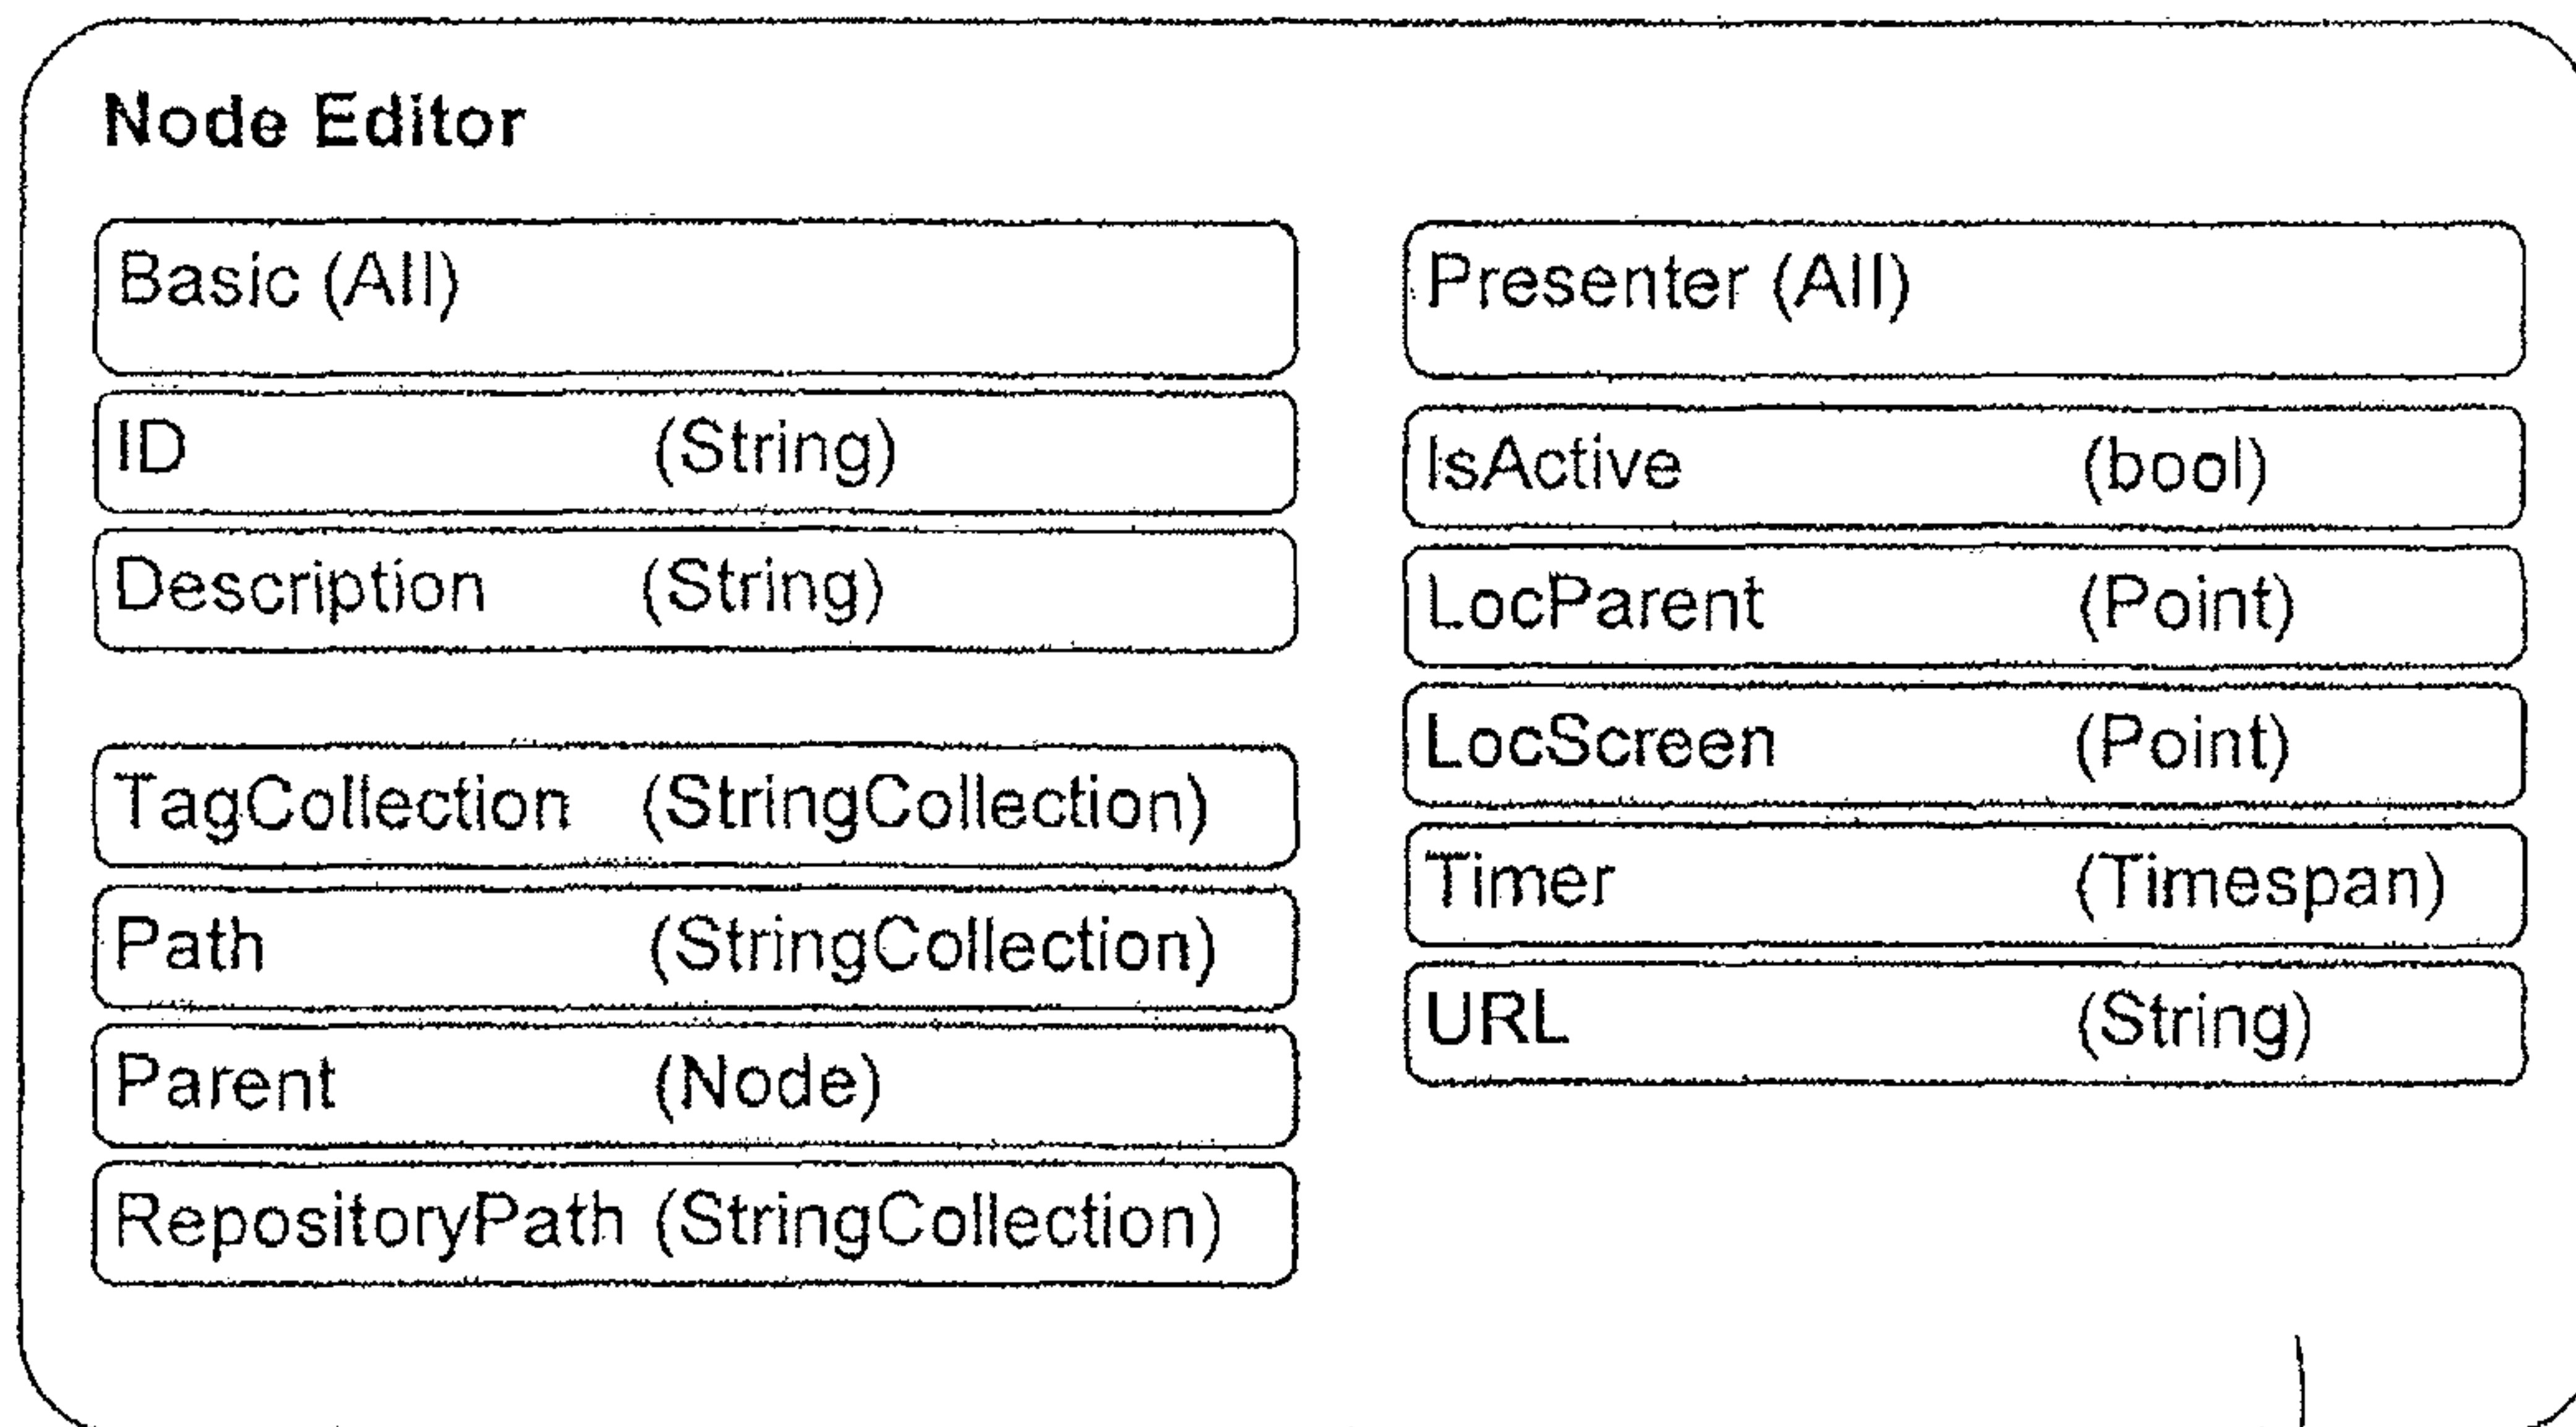 Node Editor
Basic (All)
ID (String)
Description (String)
TagCollection (StringCollection)
Path (StringCollection)
Parent (Node)
RepositoryPath (StringCollection)
Presenter (All)
IsActive (bool)
LocParent (Point)
LocScreen (Point)
Timer (Timespan)
URL (String)